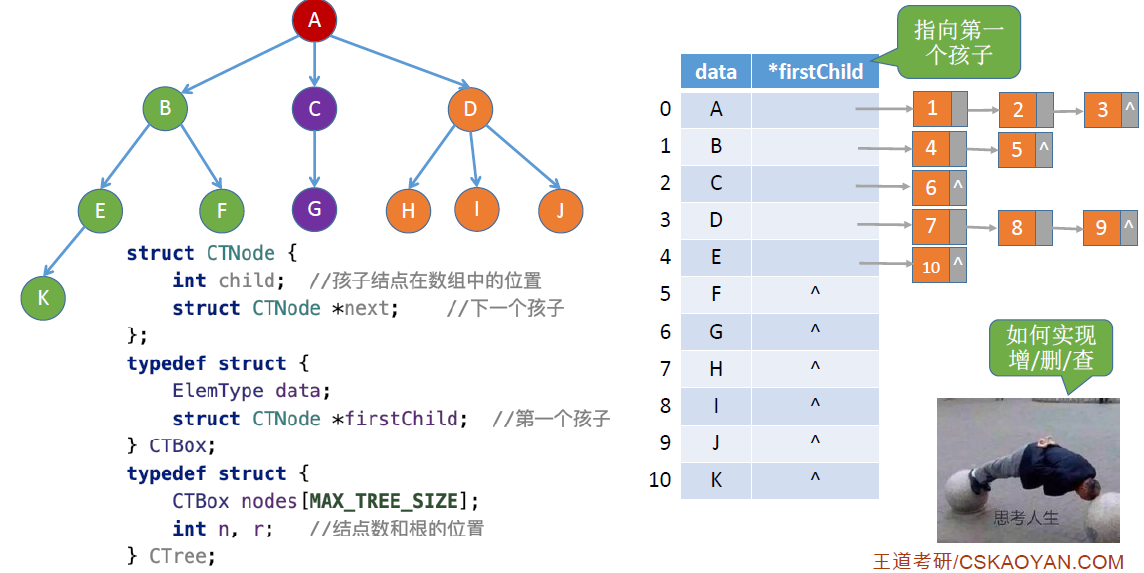 A
B
C
D
E
F
G
H
I
J
K
struct CTNode {
int child; //孩子结点在数组中的位置
struct CTNode *next; //下一个孩子
};
typedef struct {
ElemType data;
struct CTNode *firstChild; //第一个孩子
} CTBox;
typedef struct {
CTBox nodes[MAX_TREE_SIZE];
int n, r; //结点数和根的位置
} CTree;
指向第一
个孩子
data *firstChild
0 A 1 2 3 ^
1 B 4 5 ^
2 C 6 ^
3 D 7 8 9 ^
4 E 10 ^
5 F ^
6 G ^
7 H ^
8 I ^
9 J ^
10 K ^
如何实现
增/删/查
思考人生
王道考研/CSKAOYAN.COM